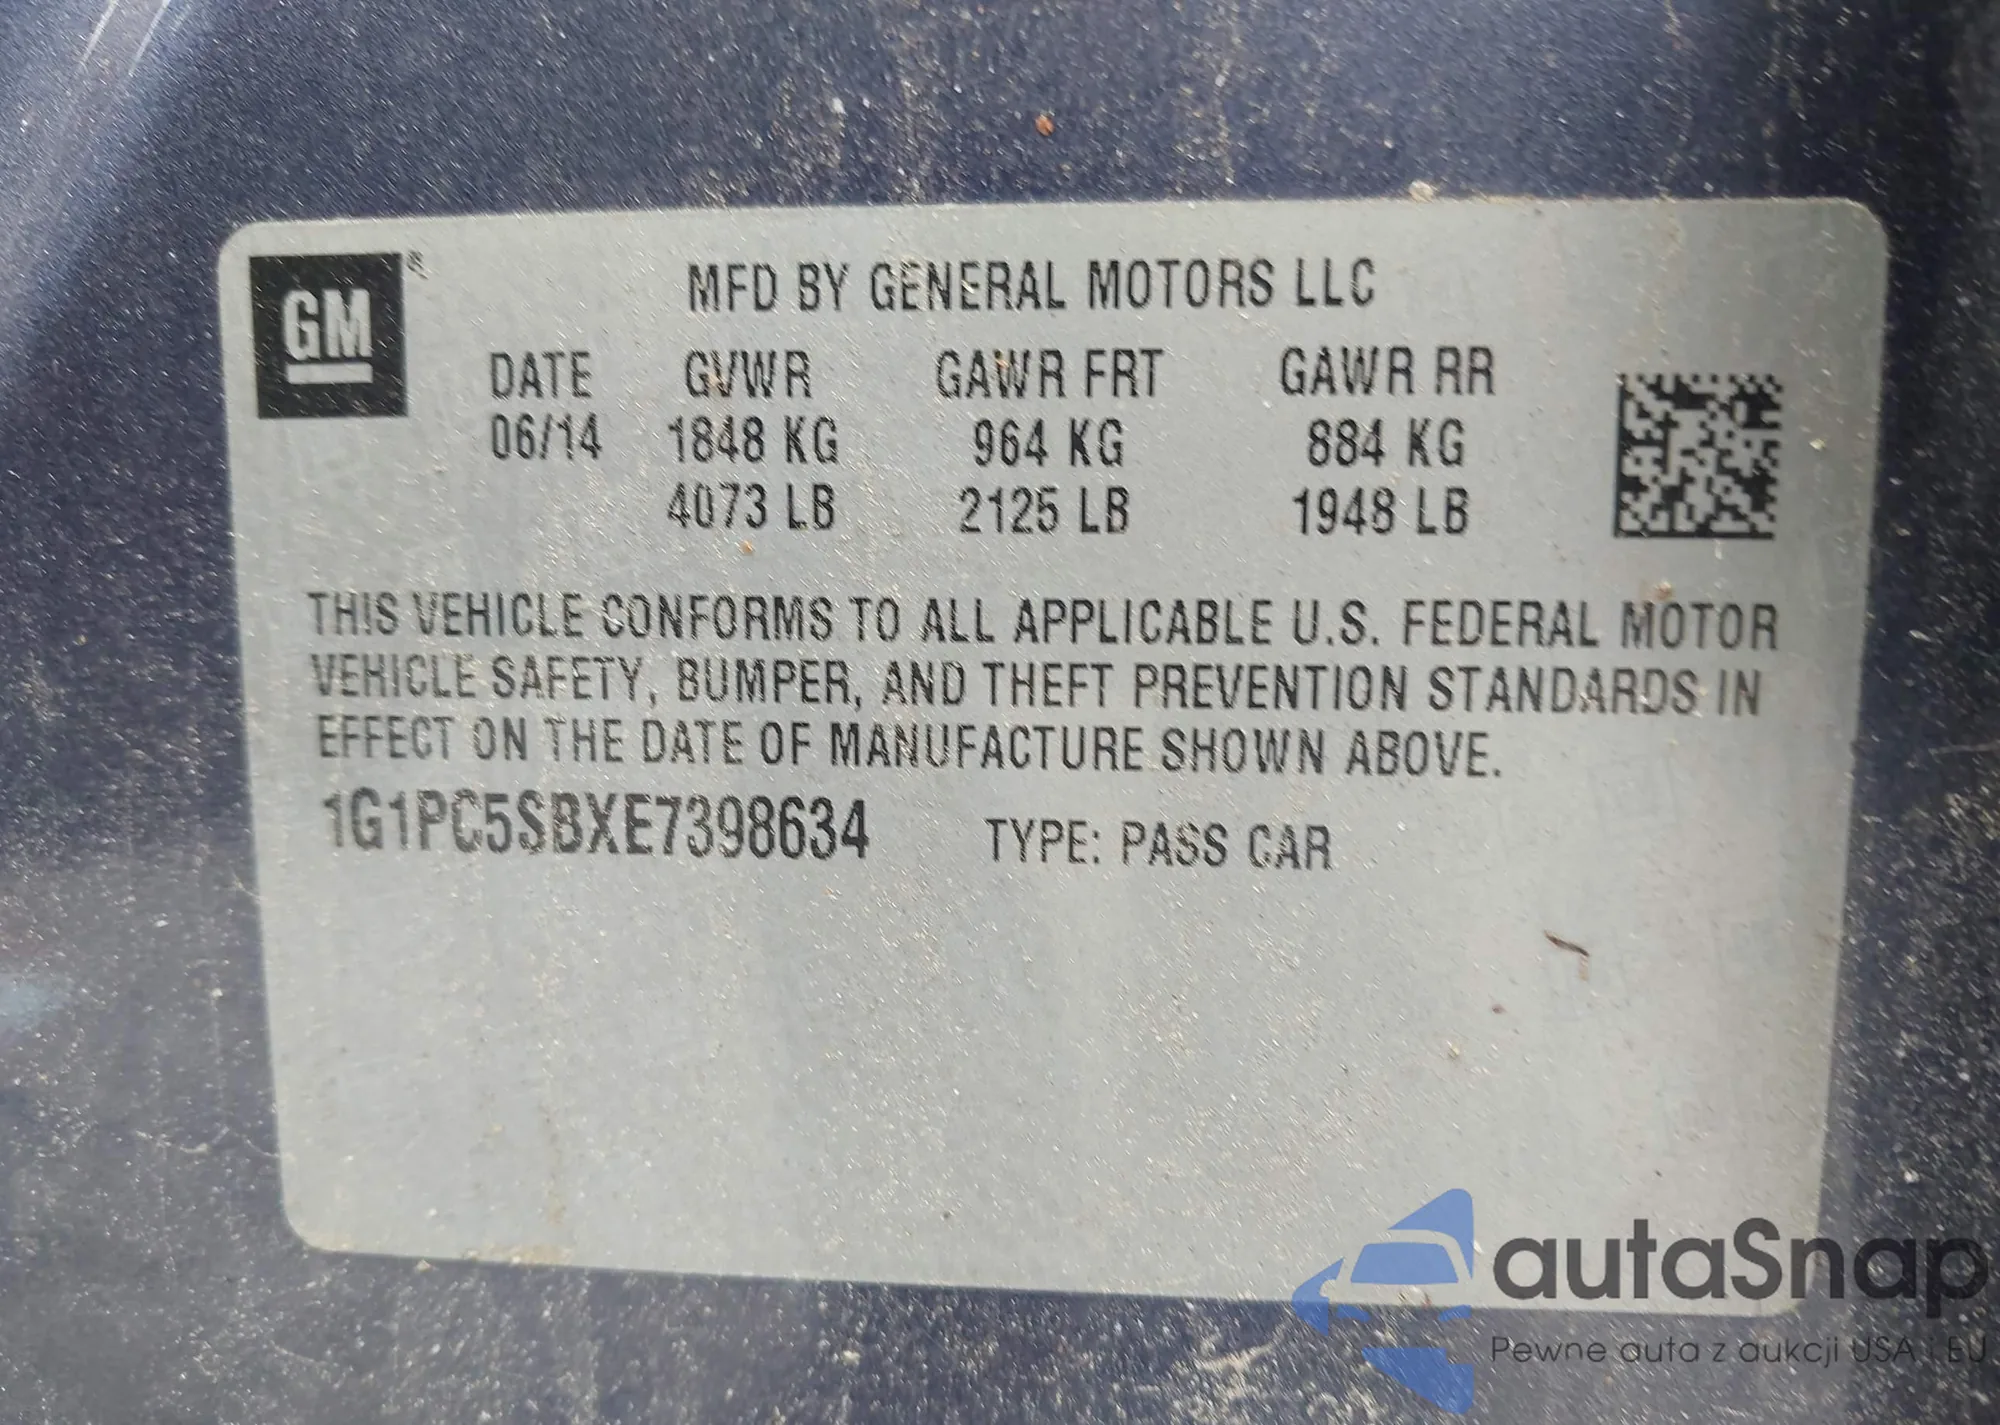 GM ®
MFD BY GENERAL MOTORS LLC
DATE GVWR GAWR FRT GAWR RR
06/14 1848 KG 964 KG 884 KG
4073 LB 2125 LB 1948 LB
THIS VEHICLE CONFORMS TO ALL APPLICABLE U.S. FEDERAL MOTOR
VEHICLE SAFETY, BUMPER, AND THEFT PREVENTION STANDARDS IN
EFFECT ON THE DATE OF MANUFACTURE SHOWN ABOVE.
1G1PC5SBXE7398634 TYPE: PASS CAR
autaSnap
Pewne auta z aukcji USA i EU